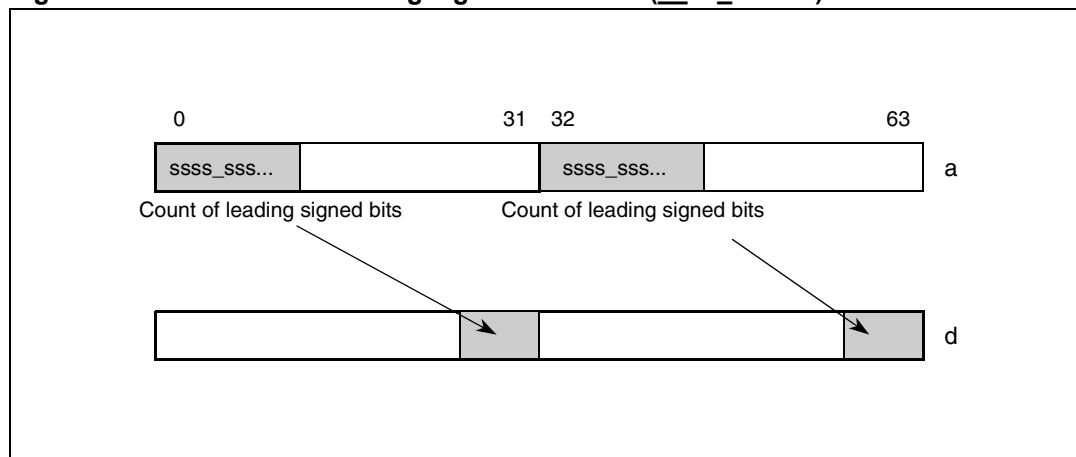 0 31 32 63
ssss_sss... ssss_sss... a
Count of leading signed bits Count of leading signed bits
d